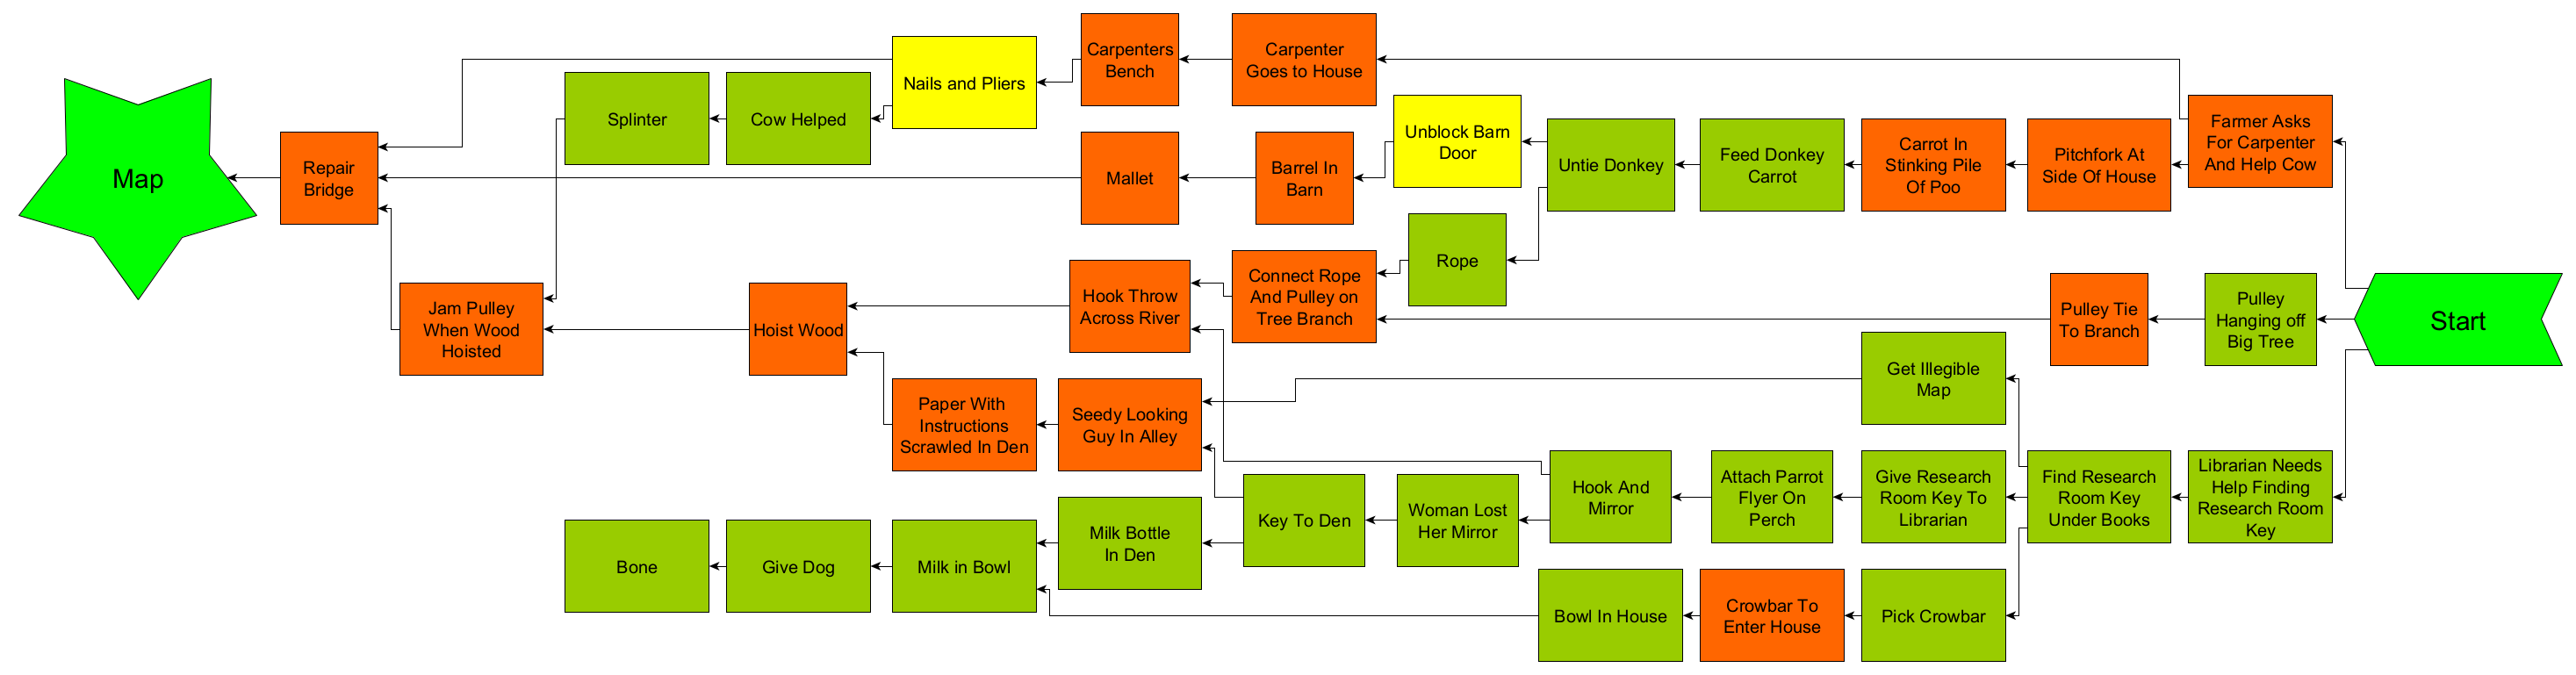 Carpenters
Bench
Carpenter
Goes to House
Nails and Pliers
Splinter
Cow Helped
Unblock Barn
Door
Untie Donkey
Feed Donkey
Carrot
Carrot In
Stinking Pile
Of Poo
Pitchfork At
Side Of House
Farmer Asks
For Carpenter
And Help Cow
Map
Repair
Bridge
Mallet
Barrel In
Barn
Rope
Jam Pulley
When Wood
Hoisted
Hoist Wood
Hook Throw
Across River
Connect Rope
And Pulley on
Tree Branch
Pulley Tie
To Branch
Pulley
Hanging off
Big Tree
Start
Get Illegible
Map
Paper With
Instructions
Scrawled In Den
Seedy Looking
Guy In Alley
Key To Den
Woman Lost
Her Mirror
Hook And
Mirror
Attach Parrot
Flyer On
Perch
Give Research
Room Key To
Librarian
Find Research
Room Key
Under Books
Librarian Needs
Help Finding
Research Room
Key
Bone
Give Dog
Milk in Bowl
Milk Bottle
In Den
Bowl In House
Crowbar To
Enter House
Pick Crowbar